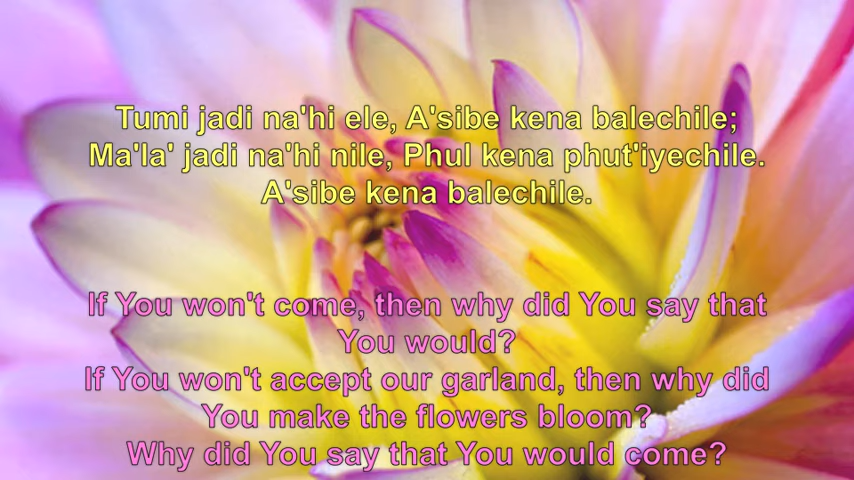 Tumi jadi na'hi ele, A'sibe kena balechile;
Ma'la' jadi na'hi nile, Phul kena phut'iyechile.
A'sibe kena balechile.
If You won't come, then why did You say that
You would?
If You won't accept our garland, then why did
You make the flowers bloom?
Why did You say that You would come?